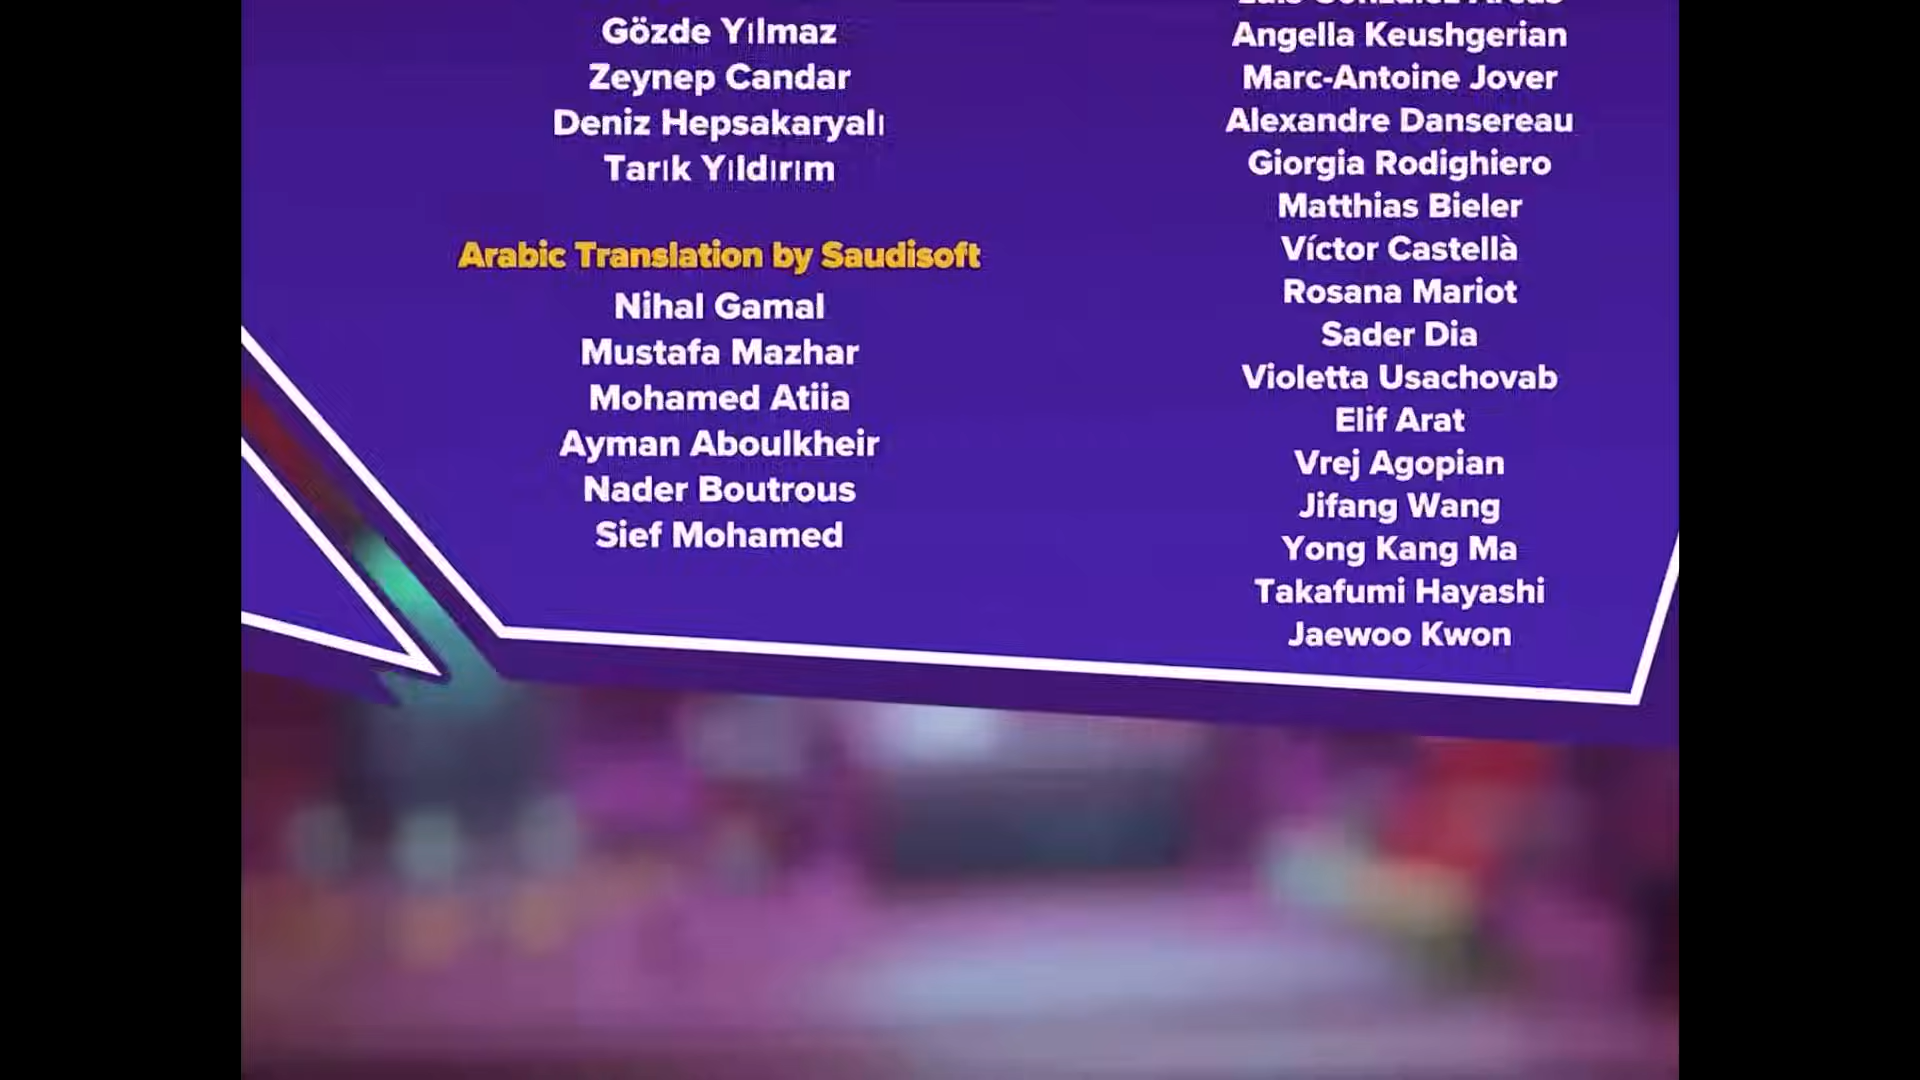 Gözde Yılmaz
Zeynep Candar
Deniz Hepsakaryalı
Tarık Yıldırım
Arabic Translation by Saudisoft
Nihal Gamal
Mustafa Mazhar
Mohamed Atiia
Ayman Aboulkheir
Nader Boutrous
Sief Mohamed
Angella Keushgerian
Marc-Antoine Jover
Alexandre Dansereau
Giorgia Rodighiero
Matthias Bieler
Víctor Castellà
Rosana Mariot
Sader Dia
Violetta Usachovab
Elif Arat
Vrej Agopian
Jifang Wang
Yong Kang Ma
Takafumi Hayashi
Jaewoo Kwon